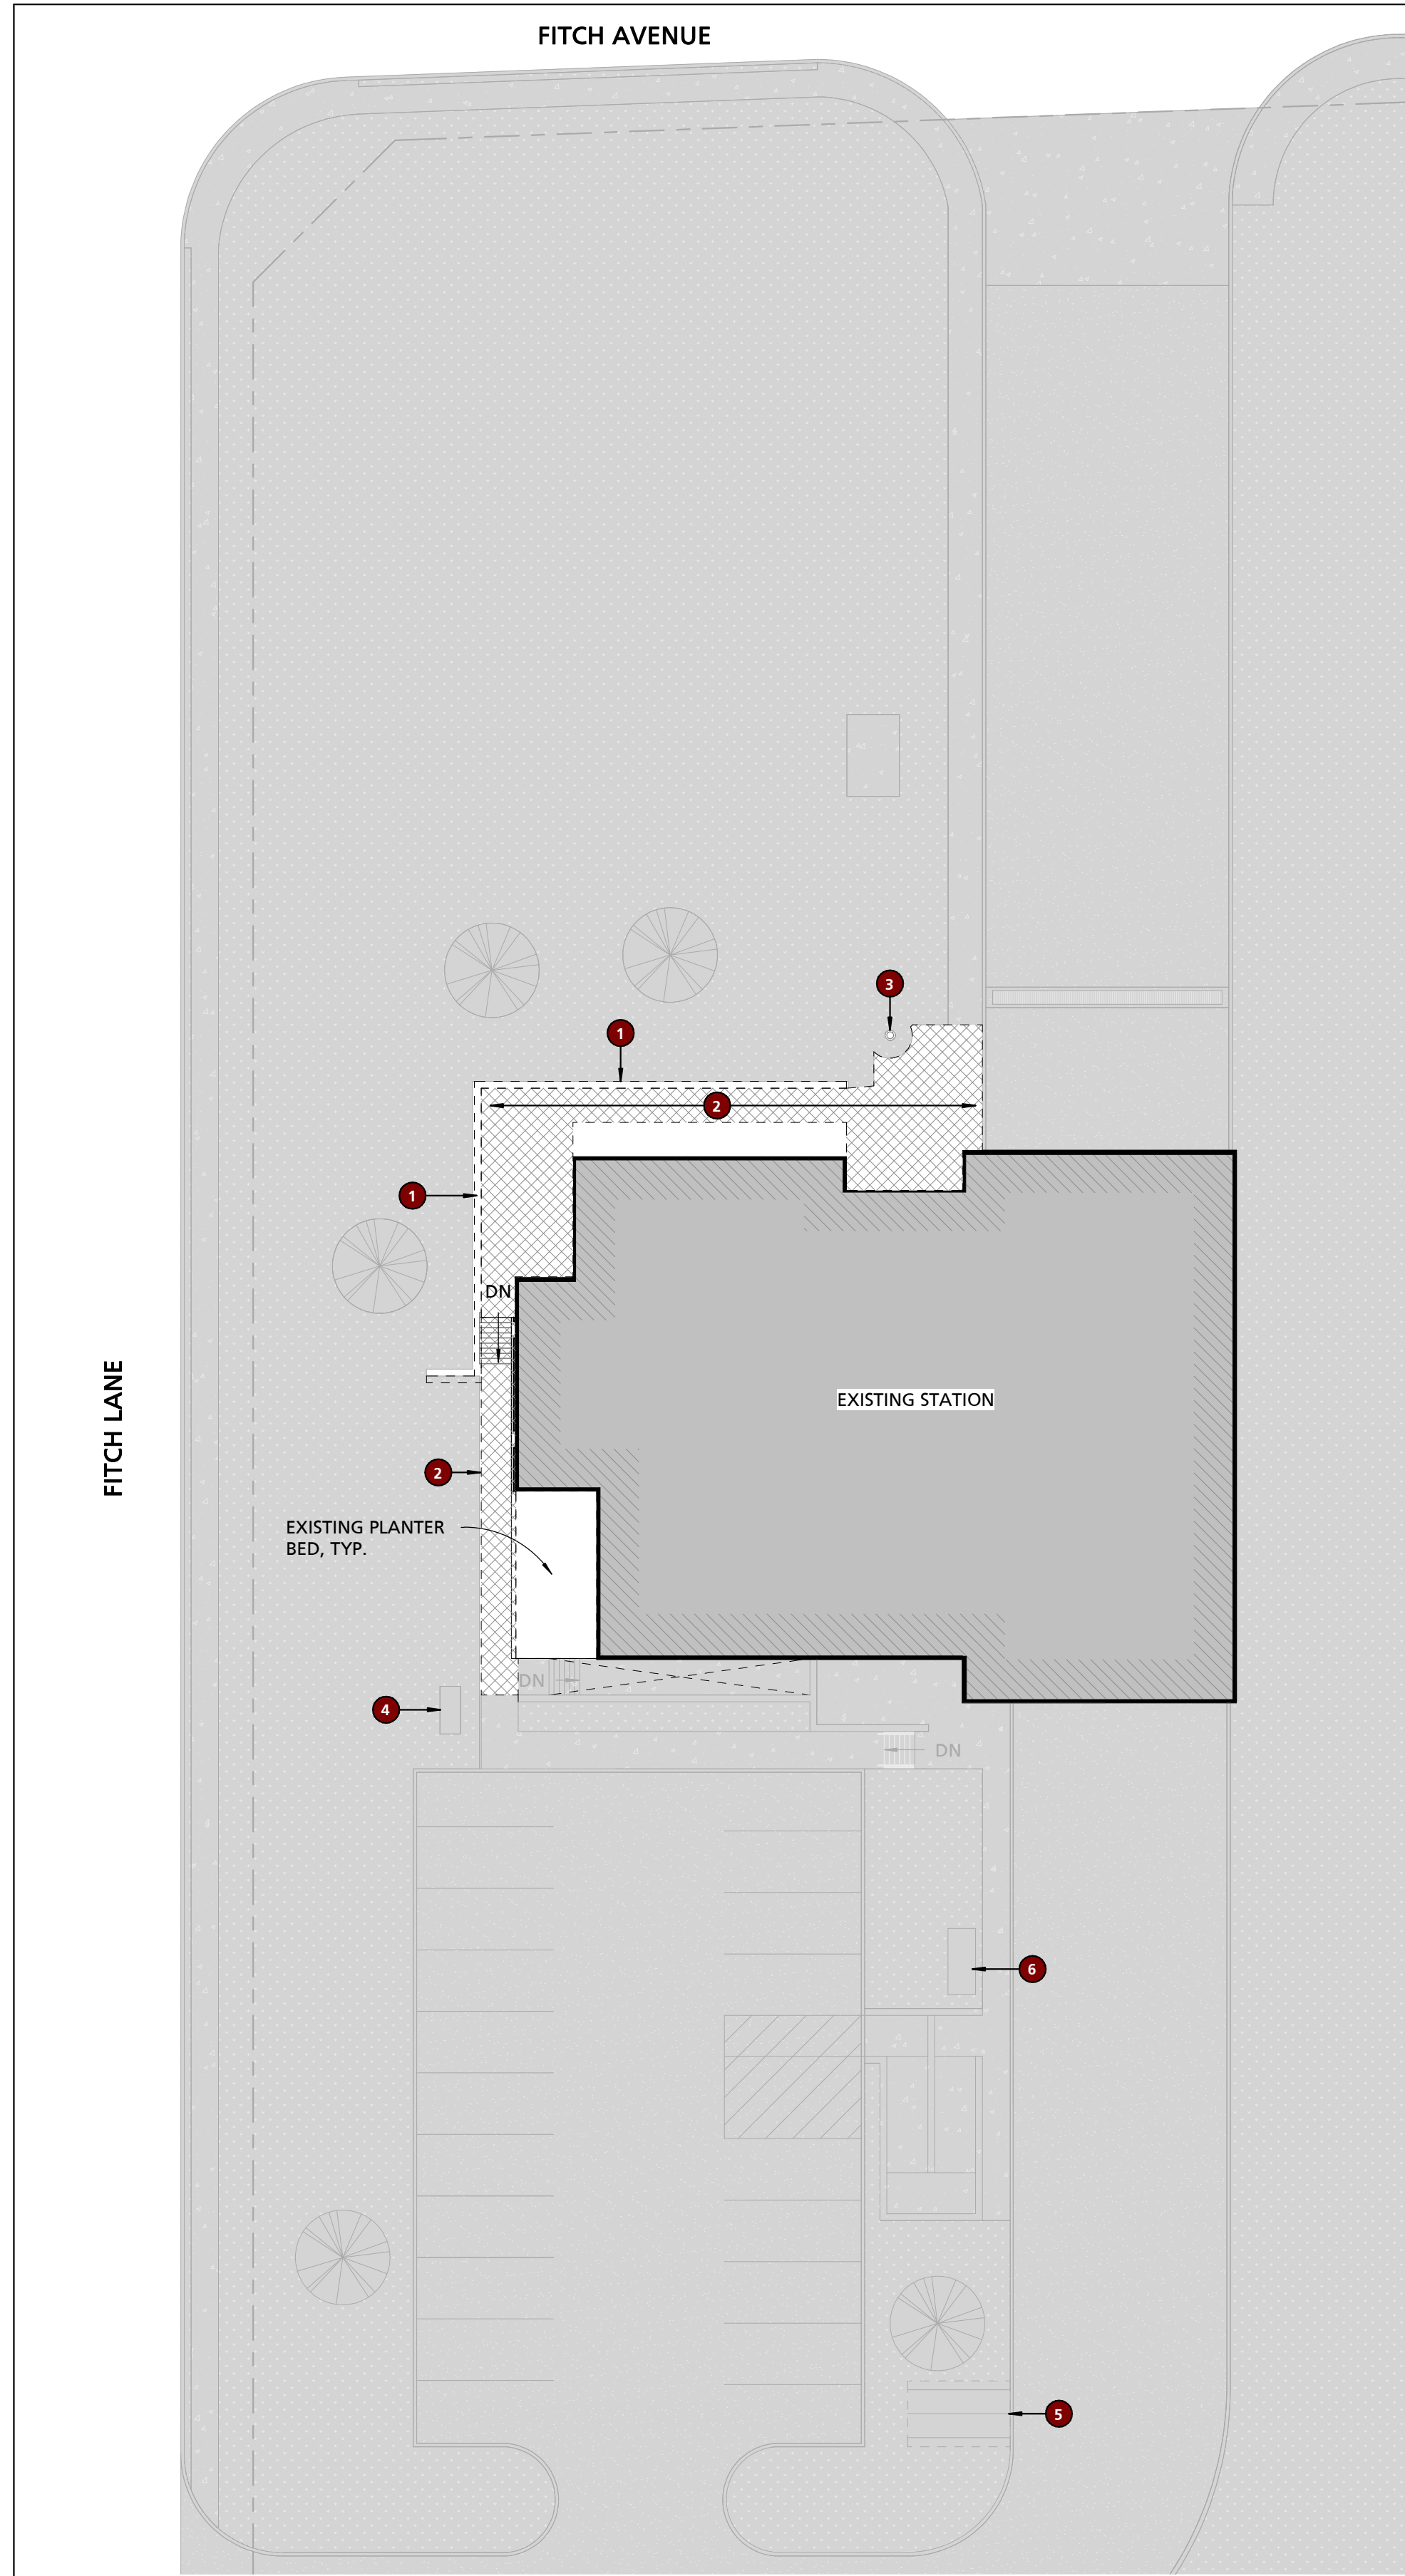 FITCH AVENUE
3
1
2
1
DN
EXISTING STATION
FITCH LANE
2
EXISTING PLANTER
BED, TYP.
DN
4
DN
6
5